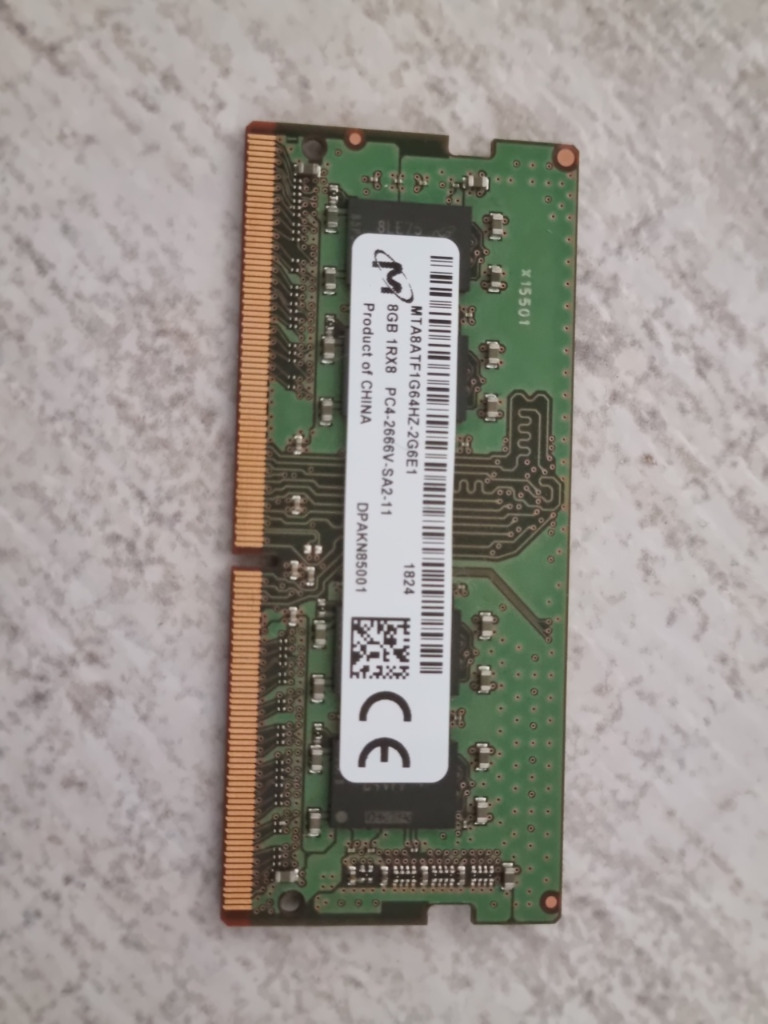 MTA8ATF1G64HZ-2G6E1
1824
8GB 1RX8 PC4-2666V-SA2-11
Product of CHINA
DPAKN85001
CE
X15501